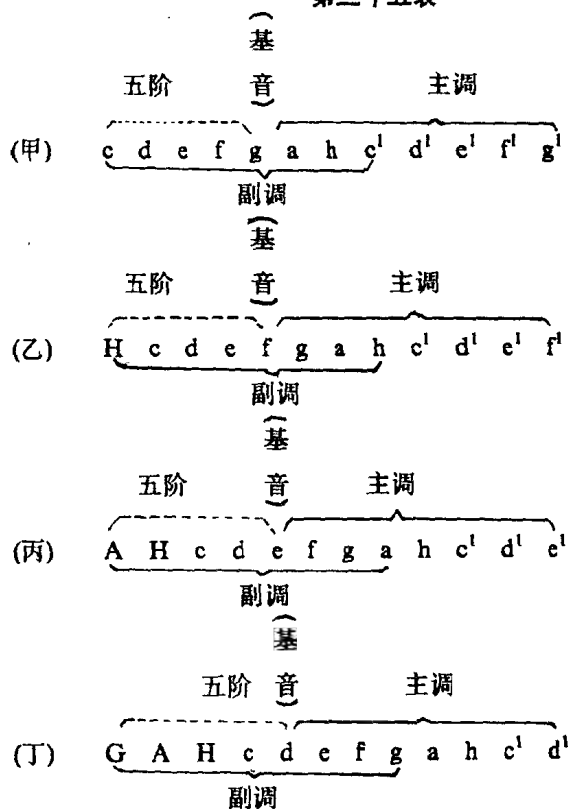 (基
五阶 音) 主调
(甲) c d e f g a h c¹ d¹ e¹ f¹ g¹
副调
(基
五阶 音) 主调
(乙) H c d e f g a h c¹ d¹ e¹ f¹
副调
(基
五阶 音) 主调
(丙) A H c d e f g a h c¹ d¹ e¹
副调
(基
五阶 音) 主调
(丁) G A H c d e f g a h c¹ d¹
副调